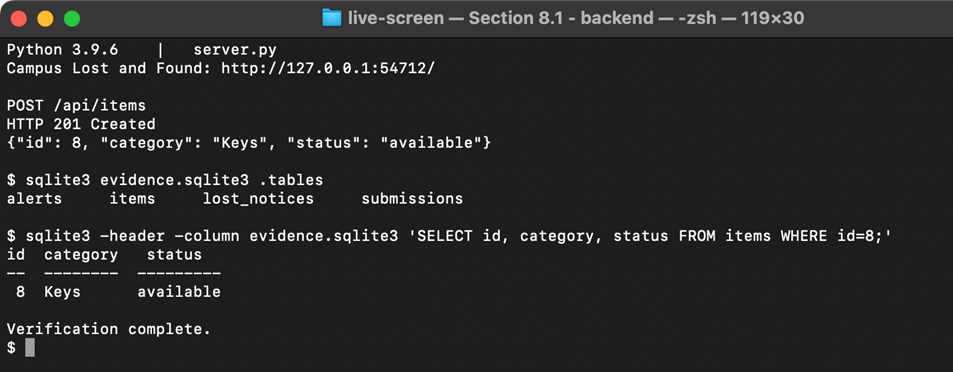 live-screen — Section 8.1 - backend — -zsh — 119×30
Python 3.9.6    |   server.py
Campus Lost and Found: http://127.0.0.1:54712/
POST /api/items
HTTP 201 Created
{"id": 8, "category": "Keys", "status": "available"}
$ sqlite3 evidence.sqlite3 .tables
alerts     items     lost_notices     submissions
$ sqlite3 -header -column evidence.sqlite3 'SELECT id, category, status FROM items WHERE id=8;'
id  category   status
--  --------  ---------
 8  Keys      available
Verification complete.
$